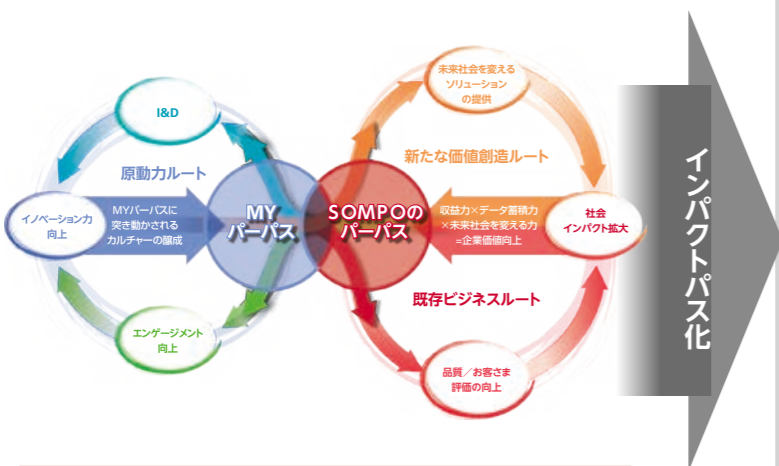 未来社会を変える
ソリューション
の提供
I&D
新たな価値創造ルート
原動力ルート
イノベーション力
向上
MYパーパスに
突き動かされる
カルチャーの醸成
MY
パーパス
SOMPOの
パーパス
収益力×データ蓄積力
×未来社会を変える力
=企業価値向上
社会
インパクト拡大
既存ビジネスルート
エンゲージメント
向上
品質／お客さま
評価の向上
インパクトパス化